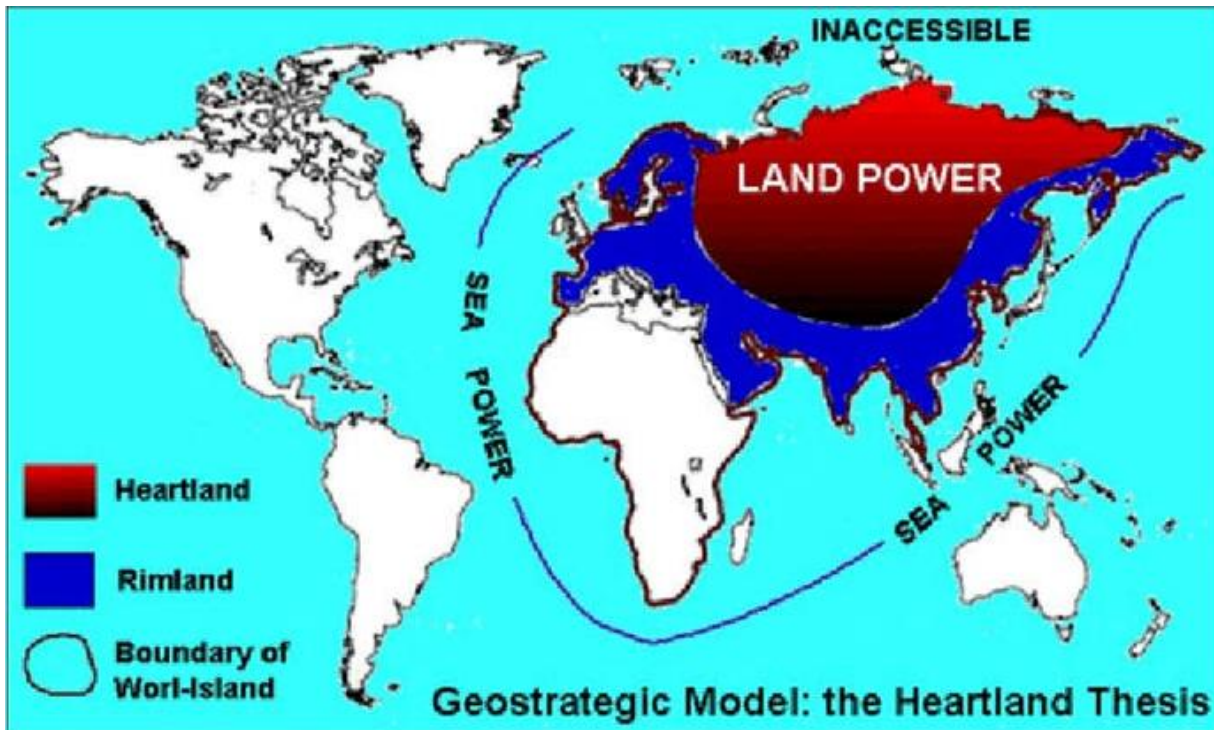 INACCESSIBLE
LAND POWER
SEA POWER
SEA POWER
Heartland
Rimland
Boundary of
Worl-Island
Geostrategic Model: the Heartland Thesis